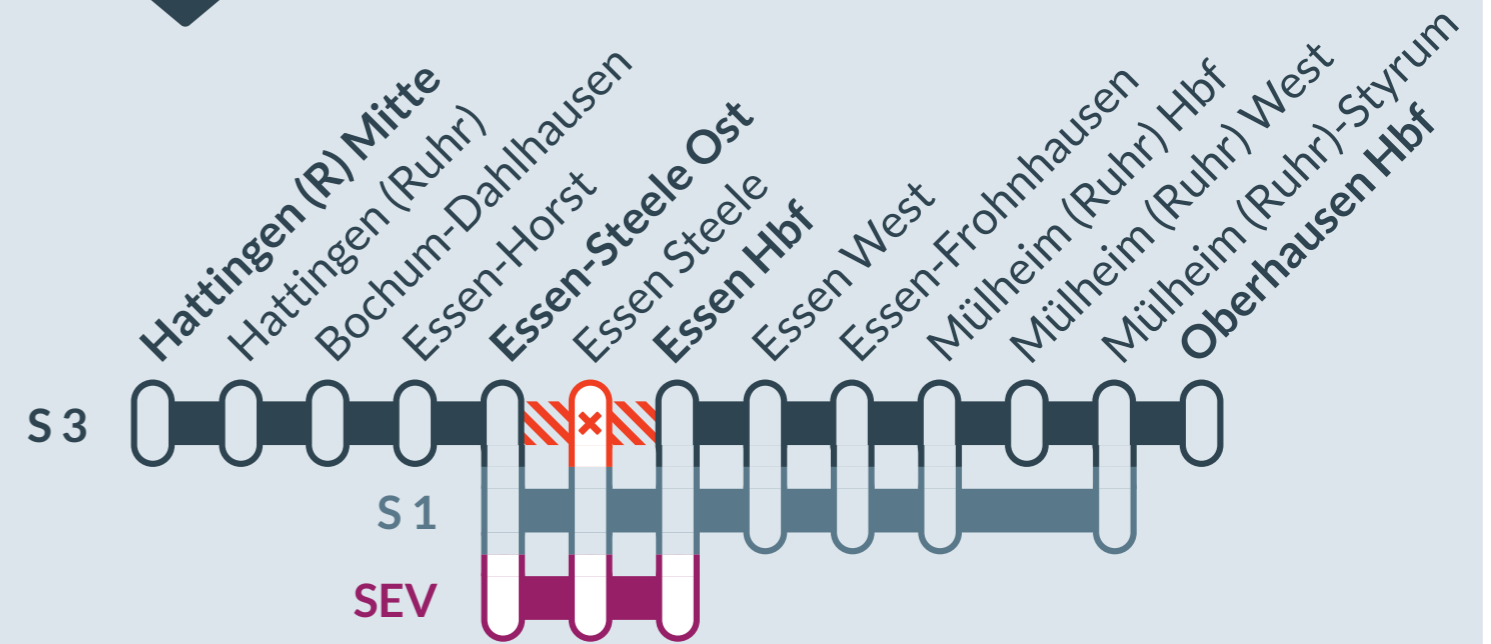 Hattingen (R) Mitte
Hattingen (Ruhr)
Bochum-Dahlhausen
Essen-Horst
Essen-Steele Ost
Essen Steele
Essen Hbf
Essen West
Essen-Frohnhausen
Mülheim (Ruhr) Hbf
Mülheim (Ruhr) West
Mülheim (Ruhr)-Styrum
Oberhausen Hbf
S 3
S 1
SEV